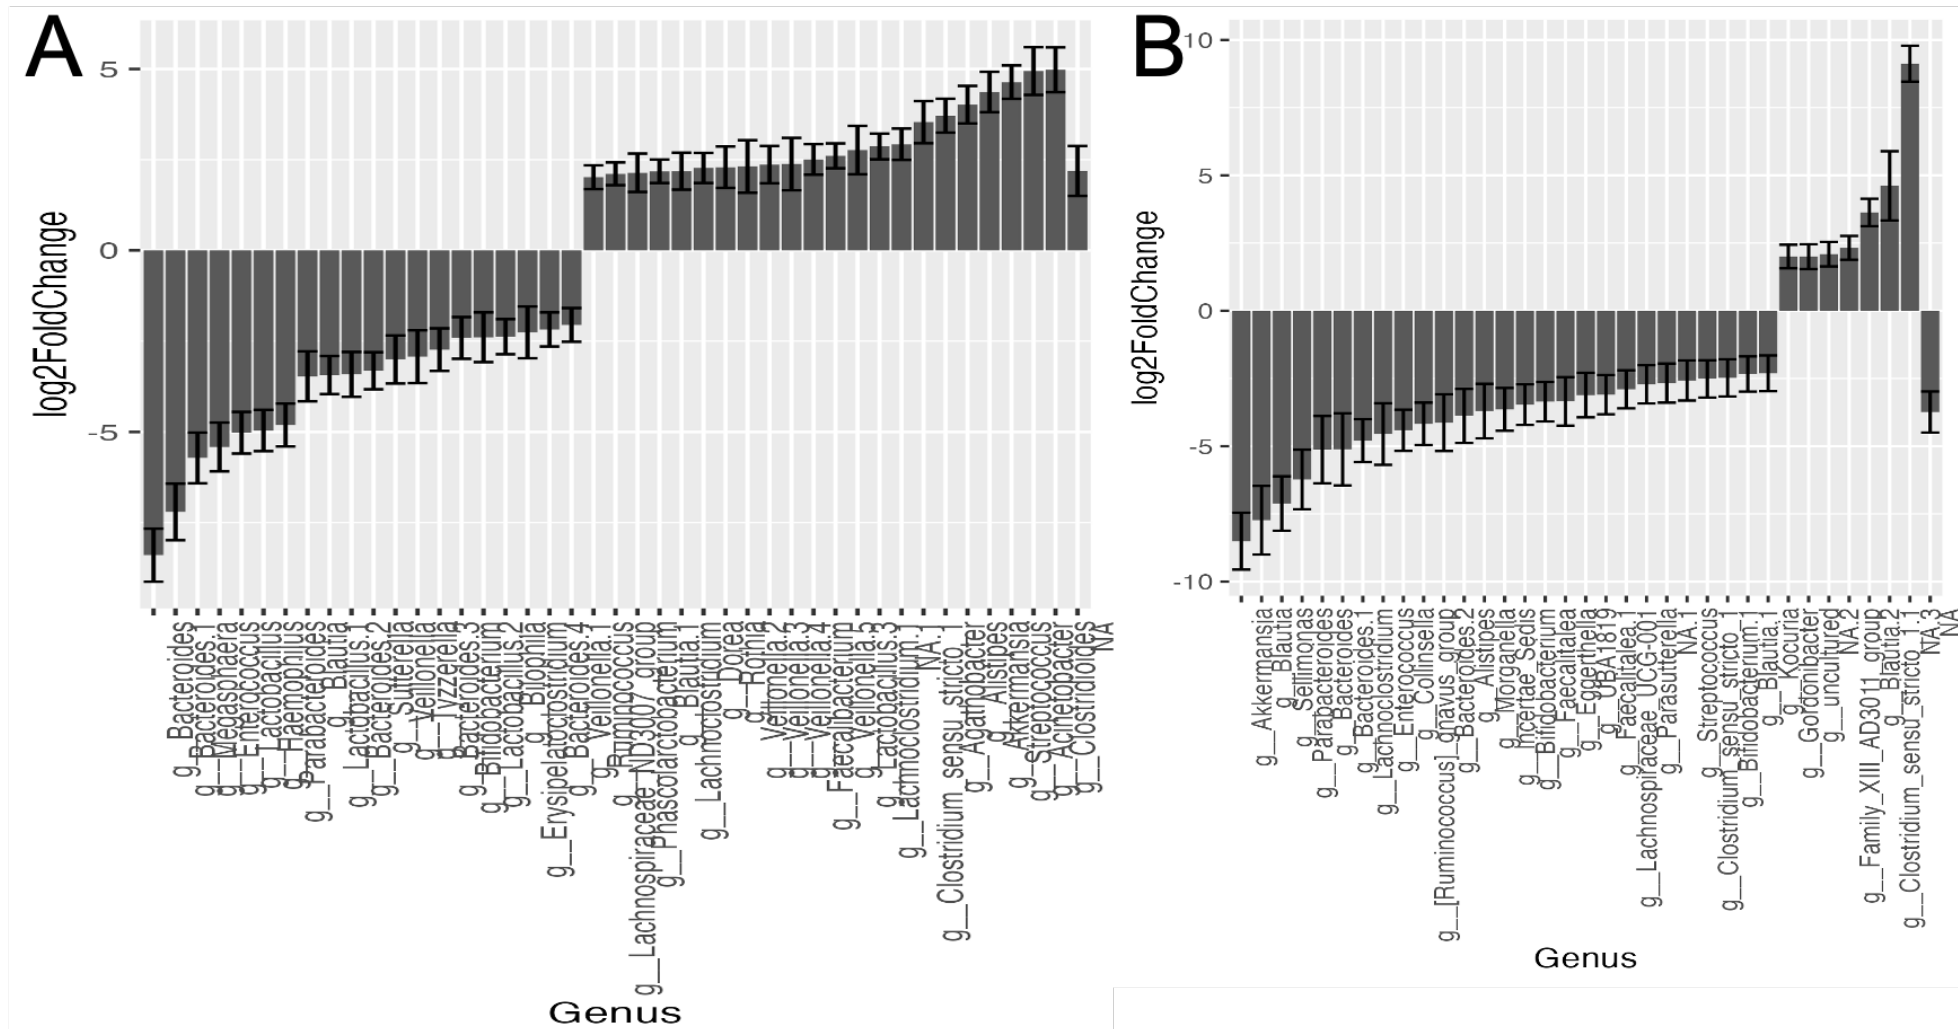 A
log2FoldChange
5
0
-5
g__Bacteroides
g__Bacteroides.1
g__Megasphaera
g__Enterococcus
g__Lactobacillus
g__Haemophilus
g__Parabacteroides
g__Blautia
g__Lactobacillus.1
g__Bacteroides.2
g__Sutterella
g__Veillonella
g__Tyzzerella
g__Bacteroides.3
g__Bifidobacterium
g__Lactobacillus.2
g__Bilophila
g__Erysipelatoclostridium
g__Bacteroides.4
g__Veillonella.1
g__Ruminococcus
g__Lachnospiraceae_ND3007_group
g__Phascolarctobacterium
g__Blautia.1
g__Lachnoclostridium
g__Dorea
g__Rothia
g__Veillonella.2
g__Veillonella.3
g__Veillonella.4
g__Faecalibacterium
g__Veillonella.5
g__Lactobacillus.3
g__Lachnoclostridium.1
NA.1
g__Clostridium_sensu_stricto_1
g__Agathobacter
g__Alistipes
g__Akkermansia
g__Streptococcus
g__Acinetobacter
g__Clostridioides
NA
Genus
B
log2FoldChange
10
5
0
-5
-10
g__Akkermansia
g__Blautia
g__Sellimonas
g__Parabacteroides
g__Bacteroides
g__Bacteroides.1
g__Lachnoclostridium
g__Enterococcus
g__Collinsella
g__[Ruminococcus]_gnavus_group
g__Bacteroides.2
g__Alistipes
g__Morganella
g__Incertae_Sedis
g__Bifidobacterium
g__Faecalitalea
g__Eggerthella
g__UBA1819
g__Faecalitalea.1
g__Lachnospiraceae_UCG-001
g__Parasutterella
NA.1
g__Streptococcus
g__Clostridium_sensu_stricto_1
g__Bifidobacterium.1
g__Blautia.1
g__Kocuria
g__Gordonibacter
g__uncultured
NA.2
g__Family_XIII_AD3011_group
g__Blautia.2
g__Clostridium_sensu_stricto_1.1
NA.3
NA
Genus